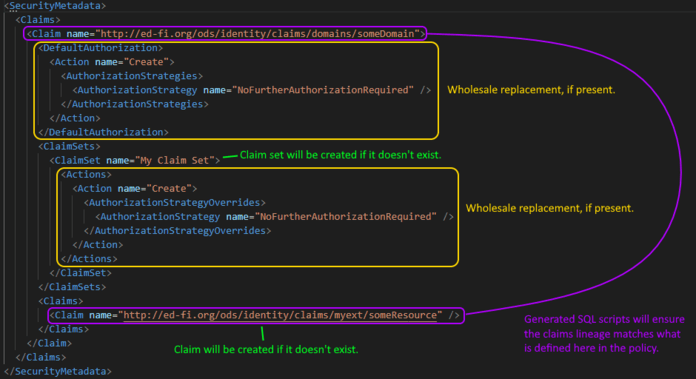 <SecurityMetadata>
<Claims>
<Claim name="http://ed-fi.org/ods/identity/claims/domains/someDomain">
<DefaultAuthorization>
<Action name="Create">
<AuthorizationStrategies>
<AuthorizationStrategy name="NoFurtherAuthorizationRequired" />
Wholesale replacement, if present.
</AuthorizationStrategies>
</Action>
</DefaultAuthorization>
<ClaimSets>
<ClaimSet name="My Claim Set">
Claim set will be created if it doesn't exist.
<Actions>
<Action name="Create">
<AuthorizationStrategyOverrides>
<AuthorizationStrategy name="NoFurtherAuthorizationRequired" />
Wholesale replacement, if present.
</AuthorizationStrategyOverrides>
</Action>
</Actions>
</ClaimSet>
</ClaimSets>
<Claims>
<Claim name="http://ed-fi.org/ods/identity/claims/myext/someResource" />
</Claims>
</Claim>
</Claims>
</SecurityMetadata>
Claim will be created if it doesn't exist.
Generated SQL scripts will ensure
the claims lineage matches what
is defined here in the policy.